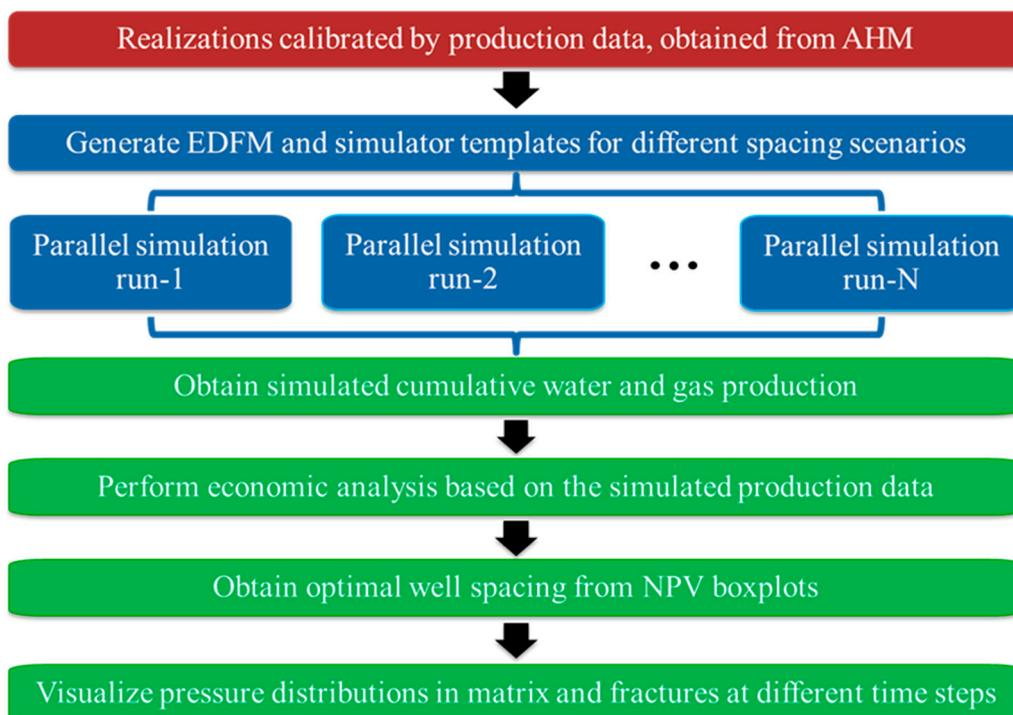 Realizations calibrated by production data, obtained from AHM
Generate EDFM and simulator templates for different spacing scenarios
Parallel simulation
run-1
Parallel simulation
run-2
...
Parallel simulation
run-N
Obtain simulated cumulative water and gas production
Perform economic analysis based on the simulated production data
Obtain optimal well spacing from NPV boxplots
Visualize pressure distributions in matrix and fractures at different time steps